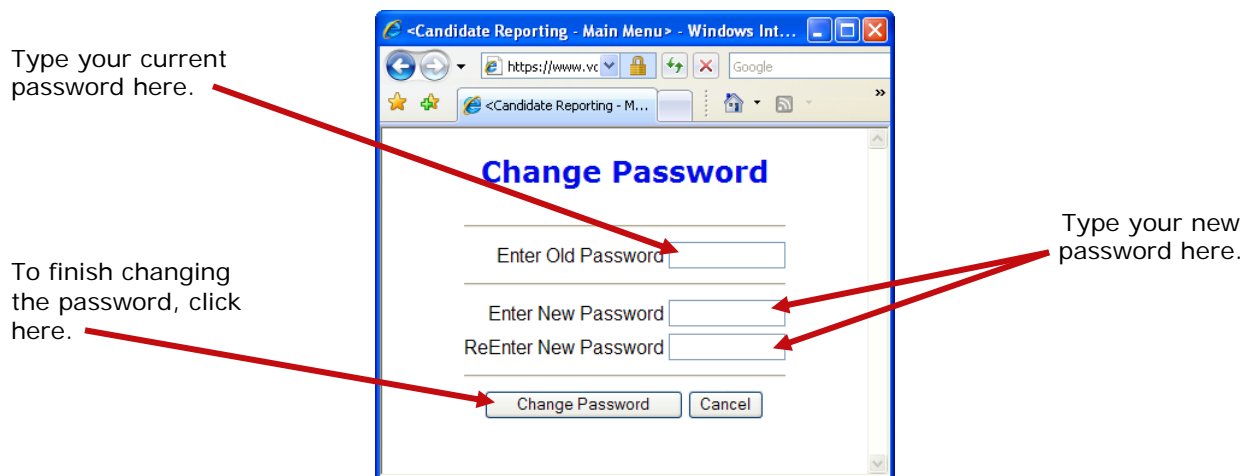 <Candidate Reporting - Main Menu> - Windows Int...
Type your current
password here.
https://www.vc
Google
<Candidate Reporting - M...
»
Change Password
Type your new
password here.
Enter Old Password
To finish changing
the password, click
here.
Enter New Password
ReEnter New Password
Change Password Cancel